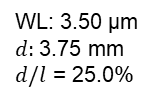 WL: 3.50 μm
d: 3.75 mm
d/l = 25.0%